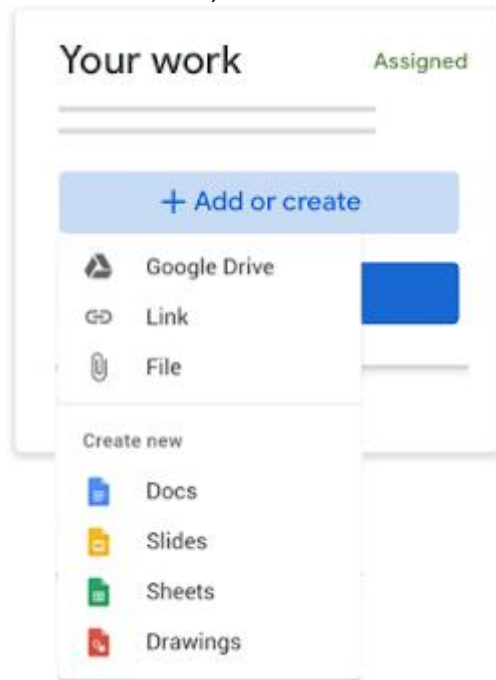 Your work
Assigned
+ Add or create
Google Drive
Link
File
Create new
Docs
Slides
Sheets
Drawings